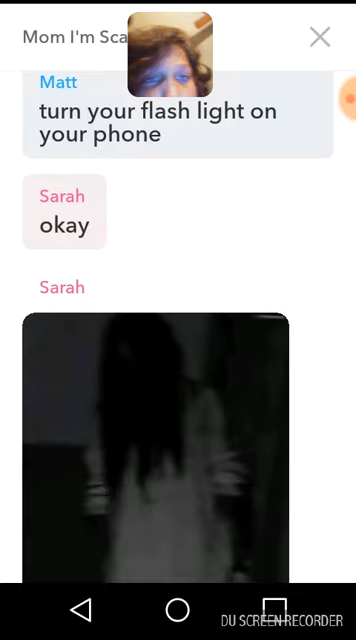 Mom I'm Sca
Matt
turn your flash light on
your phone
Sarah
okay
Sarah
DU SCREEN RECORDER